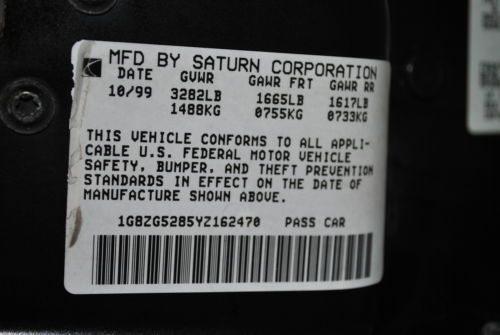 MFD BY SATURN CORPORATION
DATE GVWR GAWR FRT GAWR RR
10/99 3282LB 1665LB 1617LB
1488KG 0755KG 0733KG
THIS VEHICLE CONFORMS TO ALL APPLI-
CABLE U.S. FEDERAL MOTOR VEHICLE
SAFETY, BUMPER, AND THEFT PREVENTION
STANDARDS IN EFFECT ON THE DATE OF
MANUFACTURE SHOWN ABOVE.
1G8ZG5285YZ162470 PASS CAR